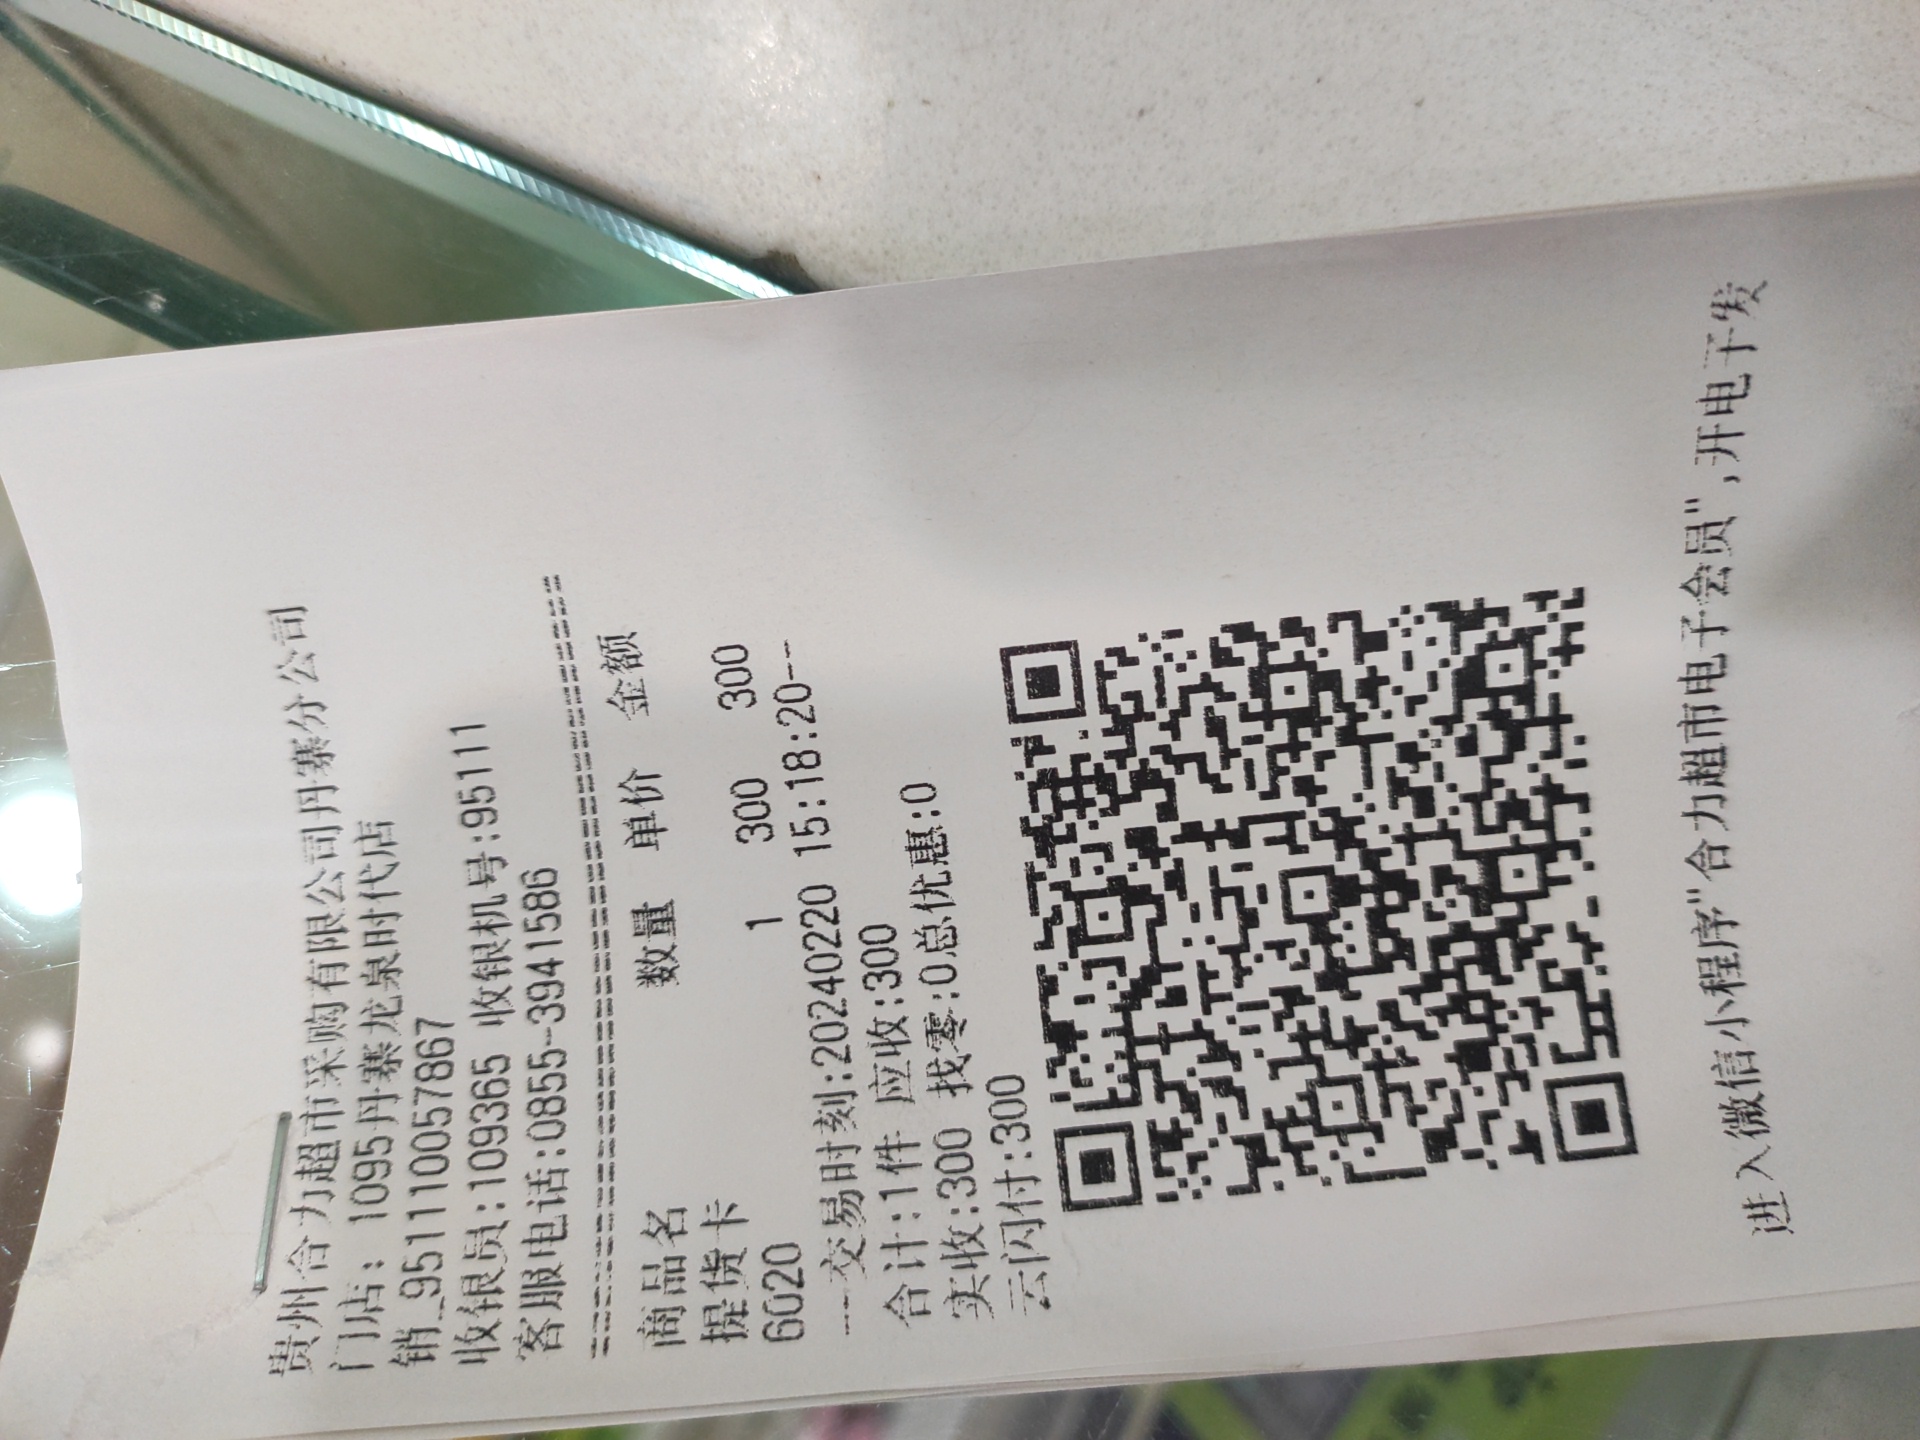 贵州合力超市采购有限公司丹寨分公司
门店: 1095丹寨龙泉时代店
销_9511110057867
收银员:109365 收银机号:95111
客服电话:0855-3941586
商品名 数量 单价 金额
提货卡
6020 1 300 300
---交易时刻:20240220 15:18:20--
合计:1件 应收:300
实收:300 找零:0总优惠:0
云闪付:300
进入微信小程序"合力超市电子会员",开电子发